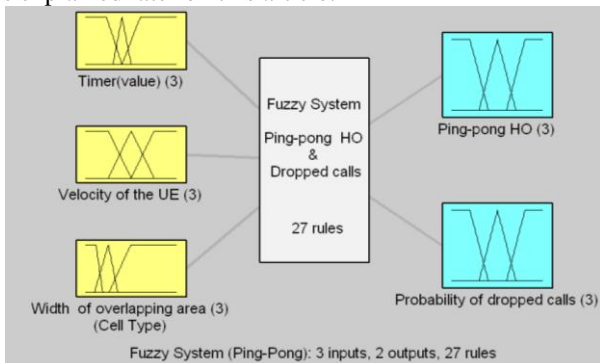 Timer(value) (3)
Velocity of the UE (3)
Width of overlapping area (3)
(Cell Type)
Fuzzy System
Ping-pong HO
&
Dropped calls
27 rules
Ping-pong HO (3)
Probability of dropped calls (3)
Fuzzy System (Ping-Pong): 3 inputs, 2 outputs, 27 rules